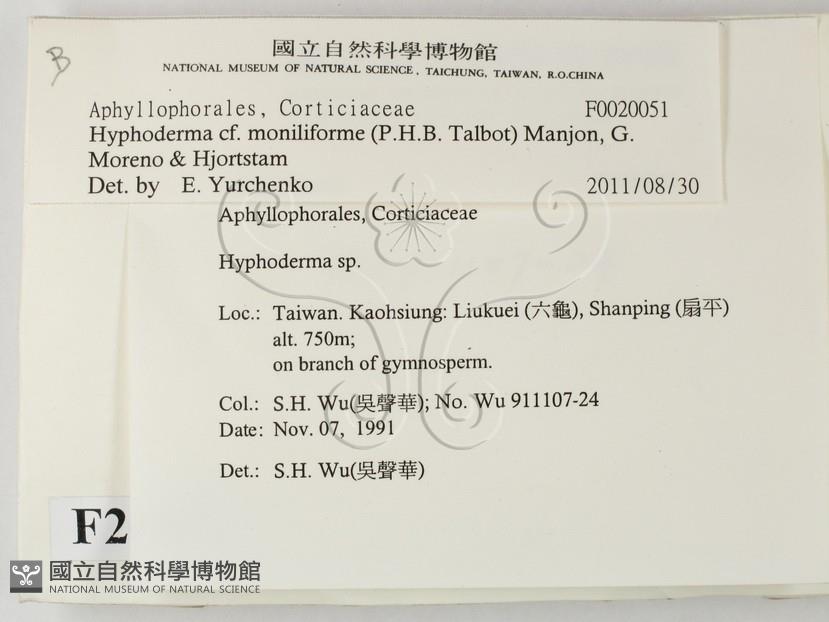 B
國立自然科學博物館
NATIONAL MUSEUM OF NATURAL SCIENCE, TAICHUNG, TAIWAN, R.O.CHINA
Aphyllophorales, Corticiaceae F0020051
Hyphoderma cf. moniliforme (P.H.B. Talbot) Manjon, G.
Moreno & Hjortstam
Det. by E. Yurchenko 2011/08/30
Aphyllophorales, Corticiaceae
Hyphoderma sp.
Loc.: Taiwan. Kaohsiung: Liukuei (六龜), Shanping (扇平)
alt. 750m;
on branch of gymnosperm.
Col.: S.H. Wu(吳聲華); No. Wu 911107-24
Date: Nov. 07, 1991
Det.: S.H. Wu(吳聲華)
F2
國立自然科學博物館
NATIONAL MUSEUM OF NATURAL SCIENCE